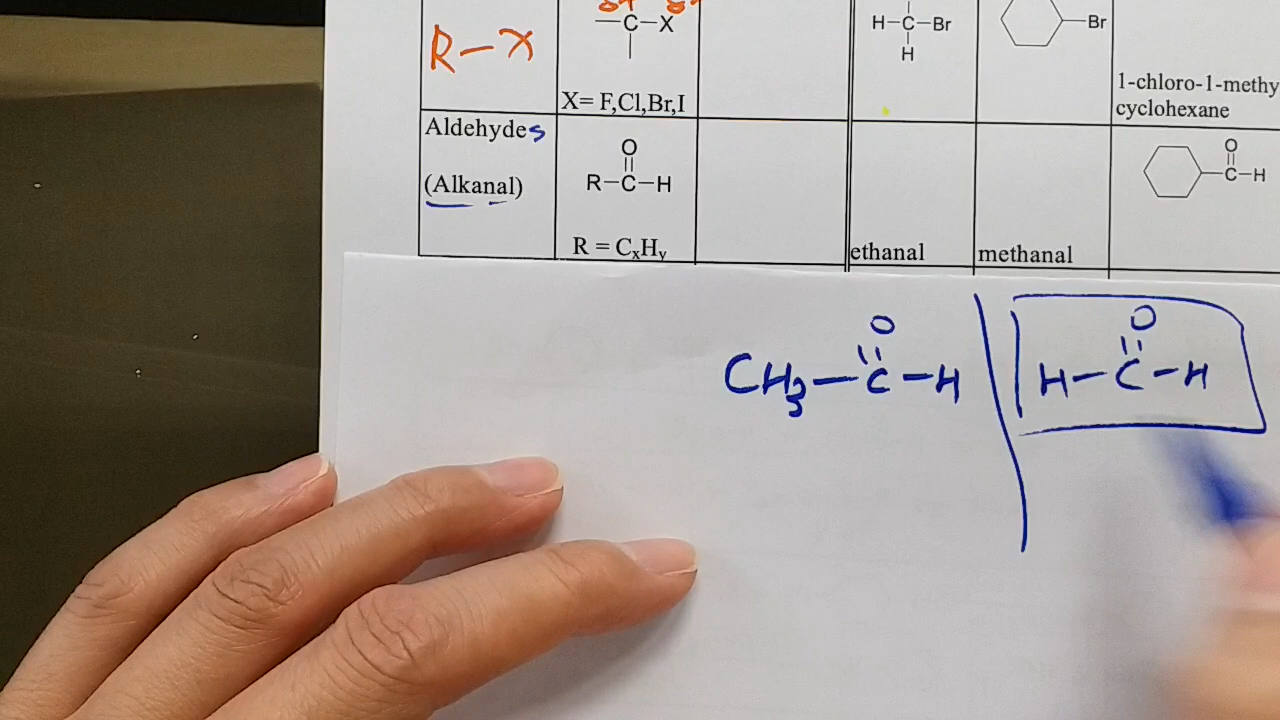 R-X
δ+ δ-
-C-X
X= F,Cl,Br,I
H-C-Br
H
Br
1-chloro-1-methy
cyclohexane
Aldehydes
(Alkanal)
O
R-C-H
R = CxHy
ethanal
methanal
O
C-H
O
CH3-C-H
O
H-C-H